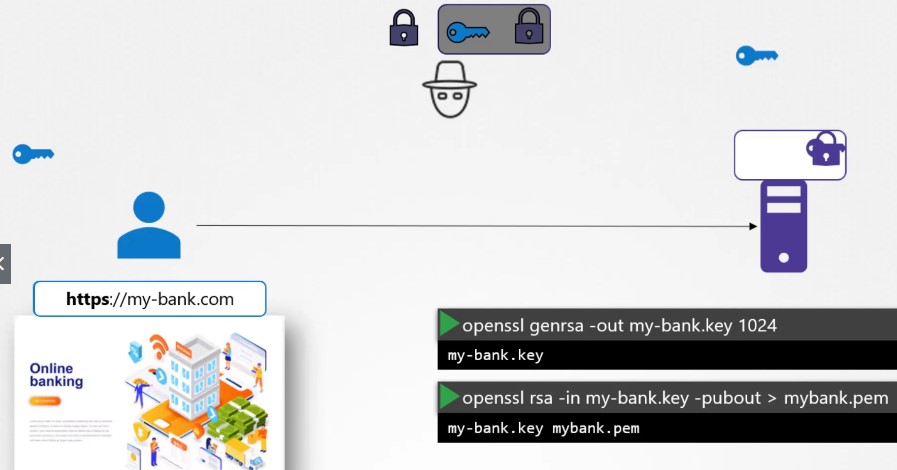 https://my-bank.com
Online
banking
openssl genrsa -out my-bank.key 1024
my-bank.key
openssl rsa -in my-bank.key -pubout > mybank.pem
my-bank.key mybank.pem